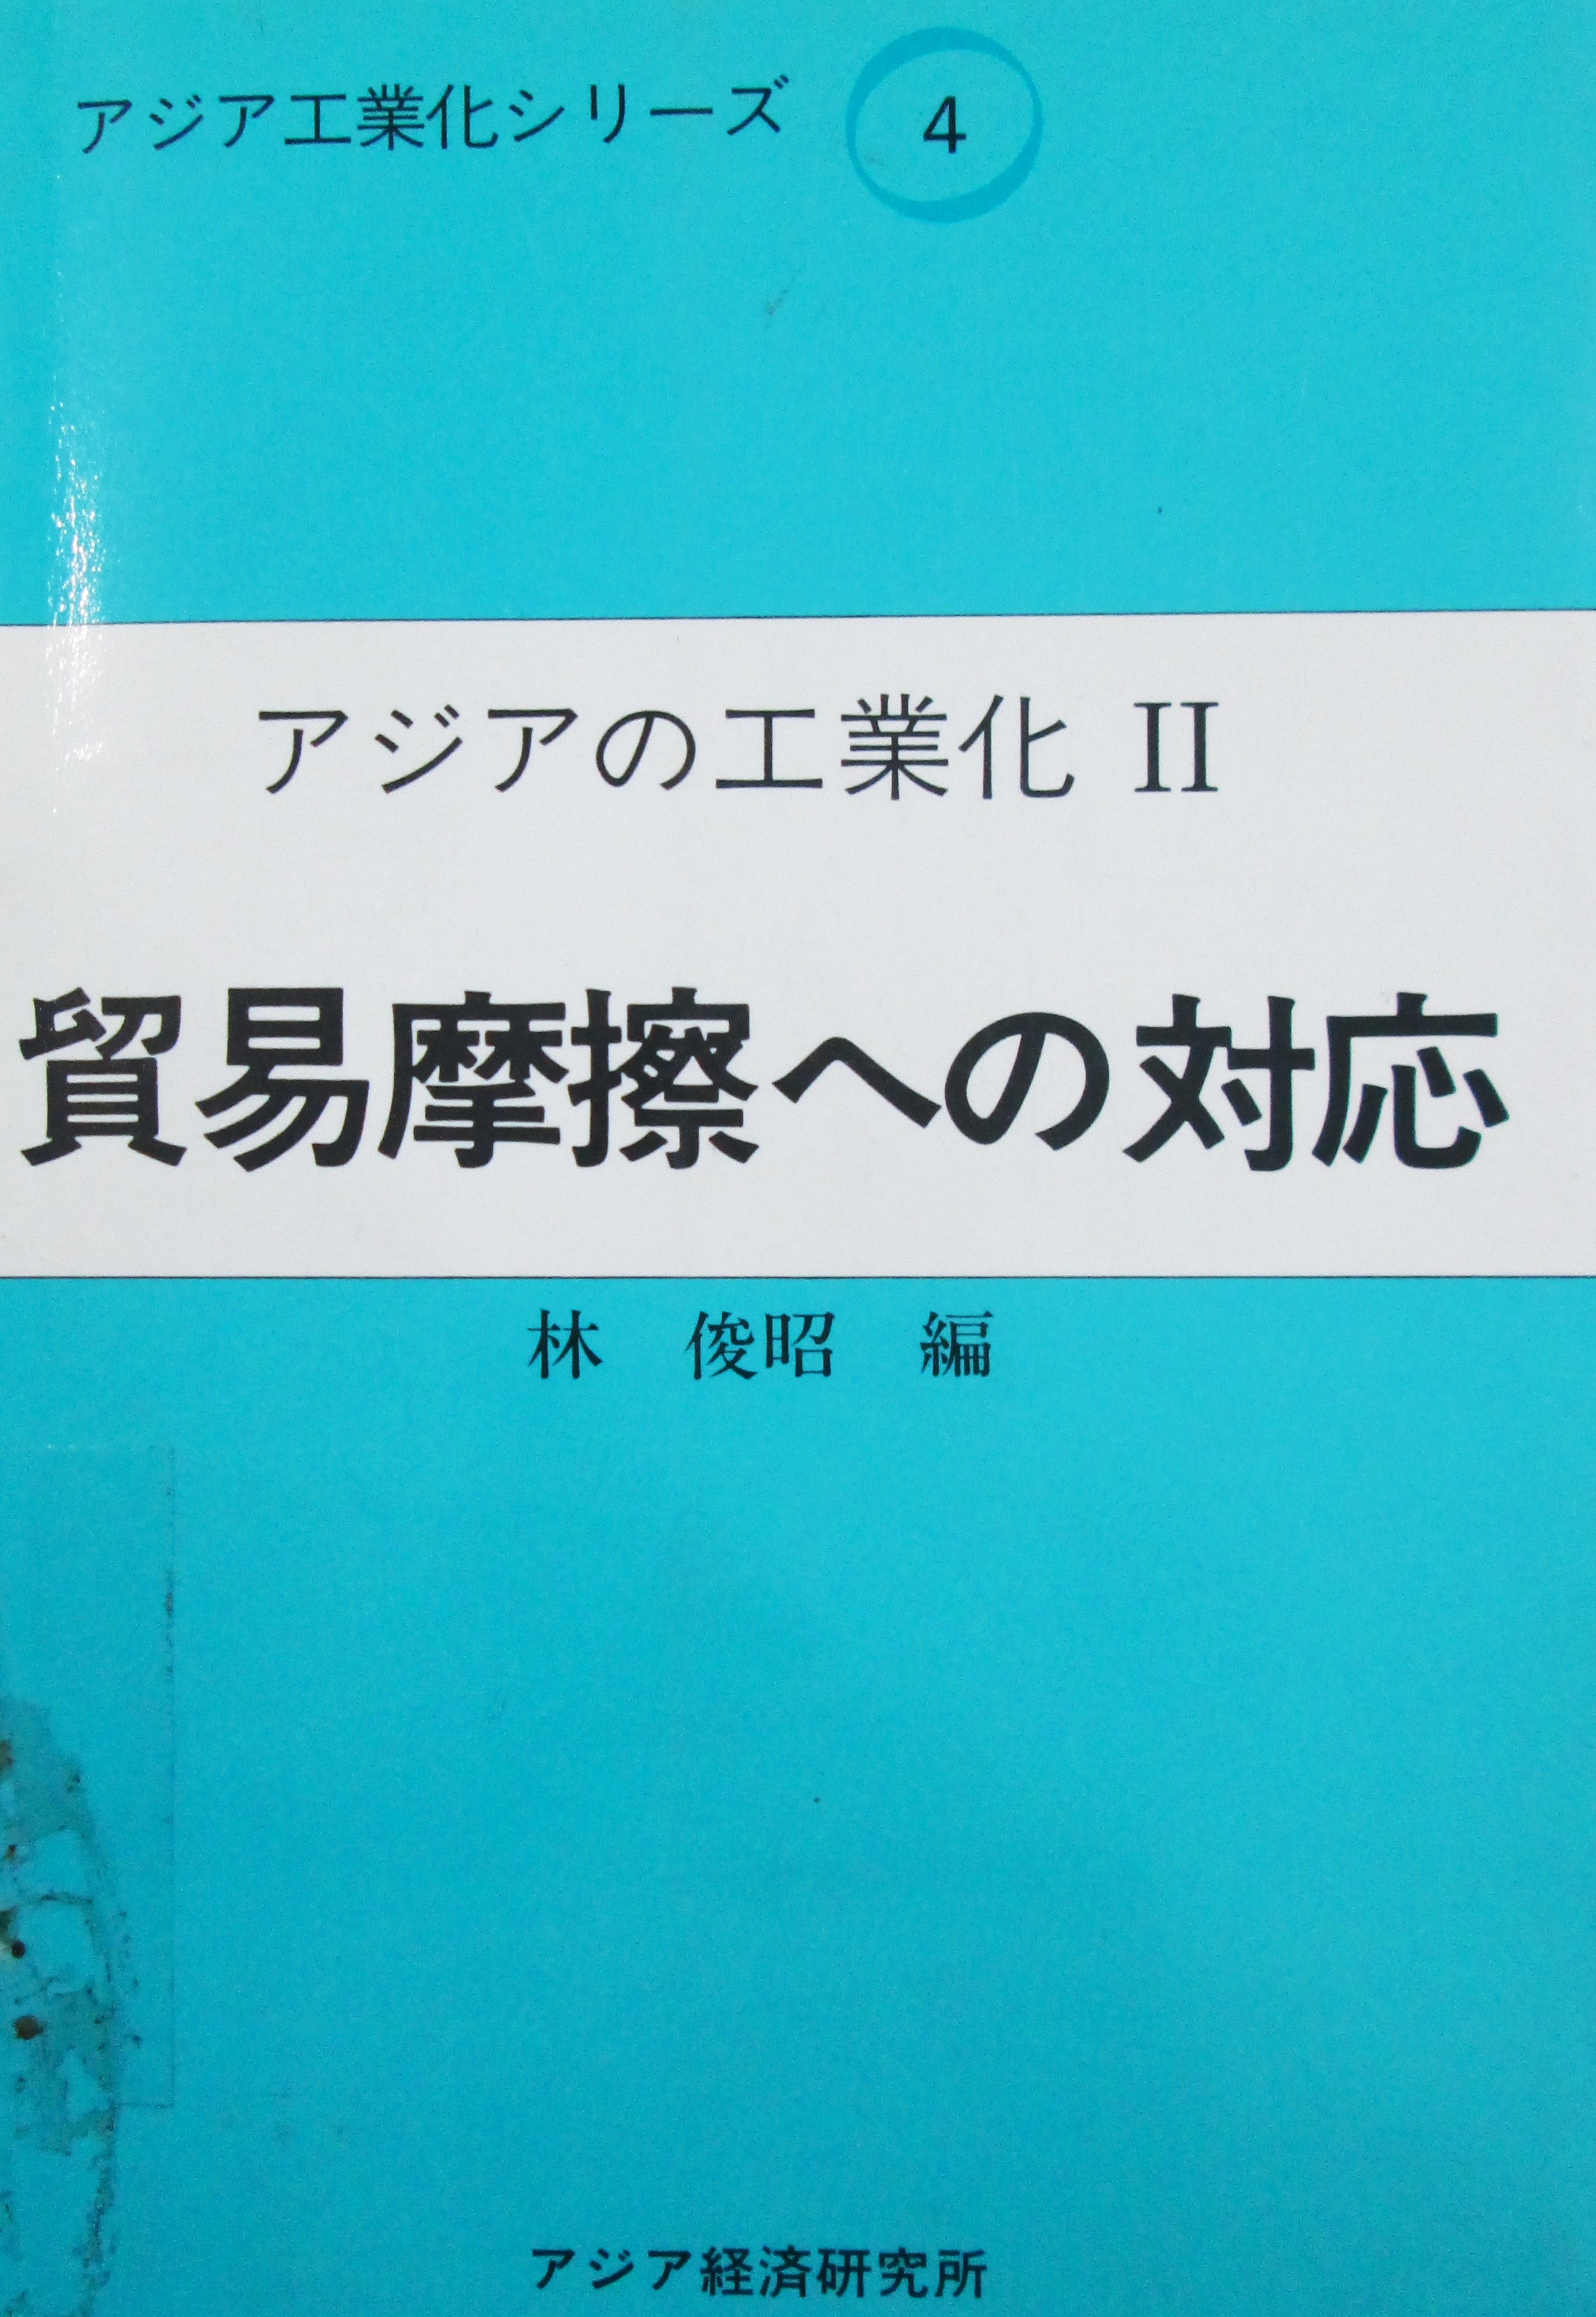 アジア工業化シリーズ 4
アジアの工業化 II
貿易摩擦への対応
林 俊昭 編
アジア経済研究所